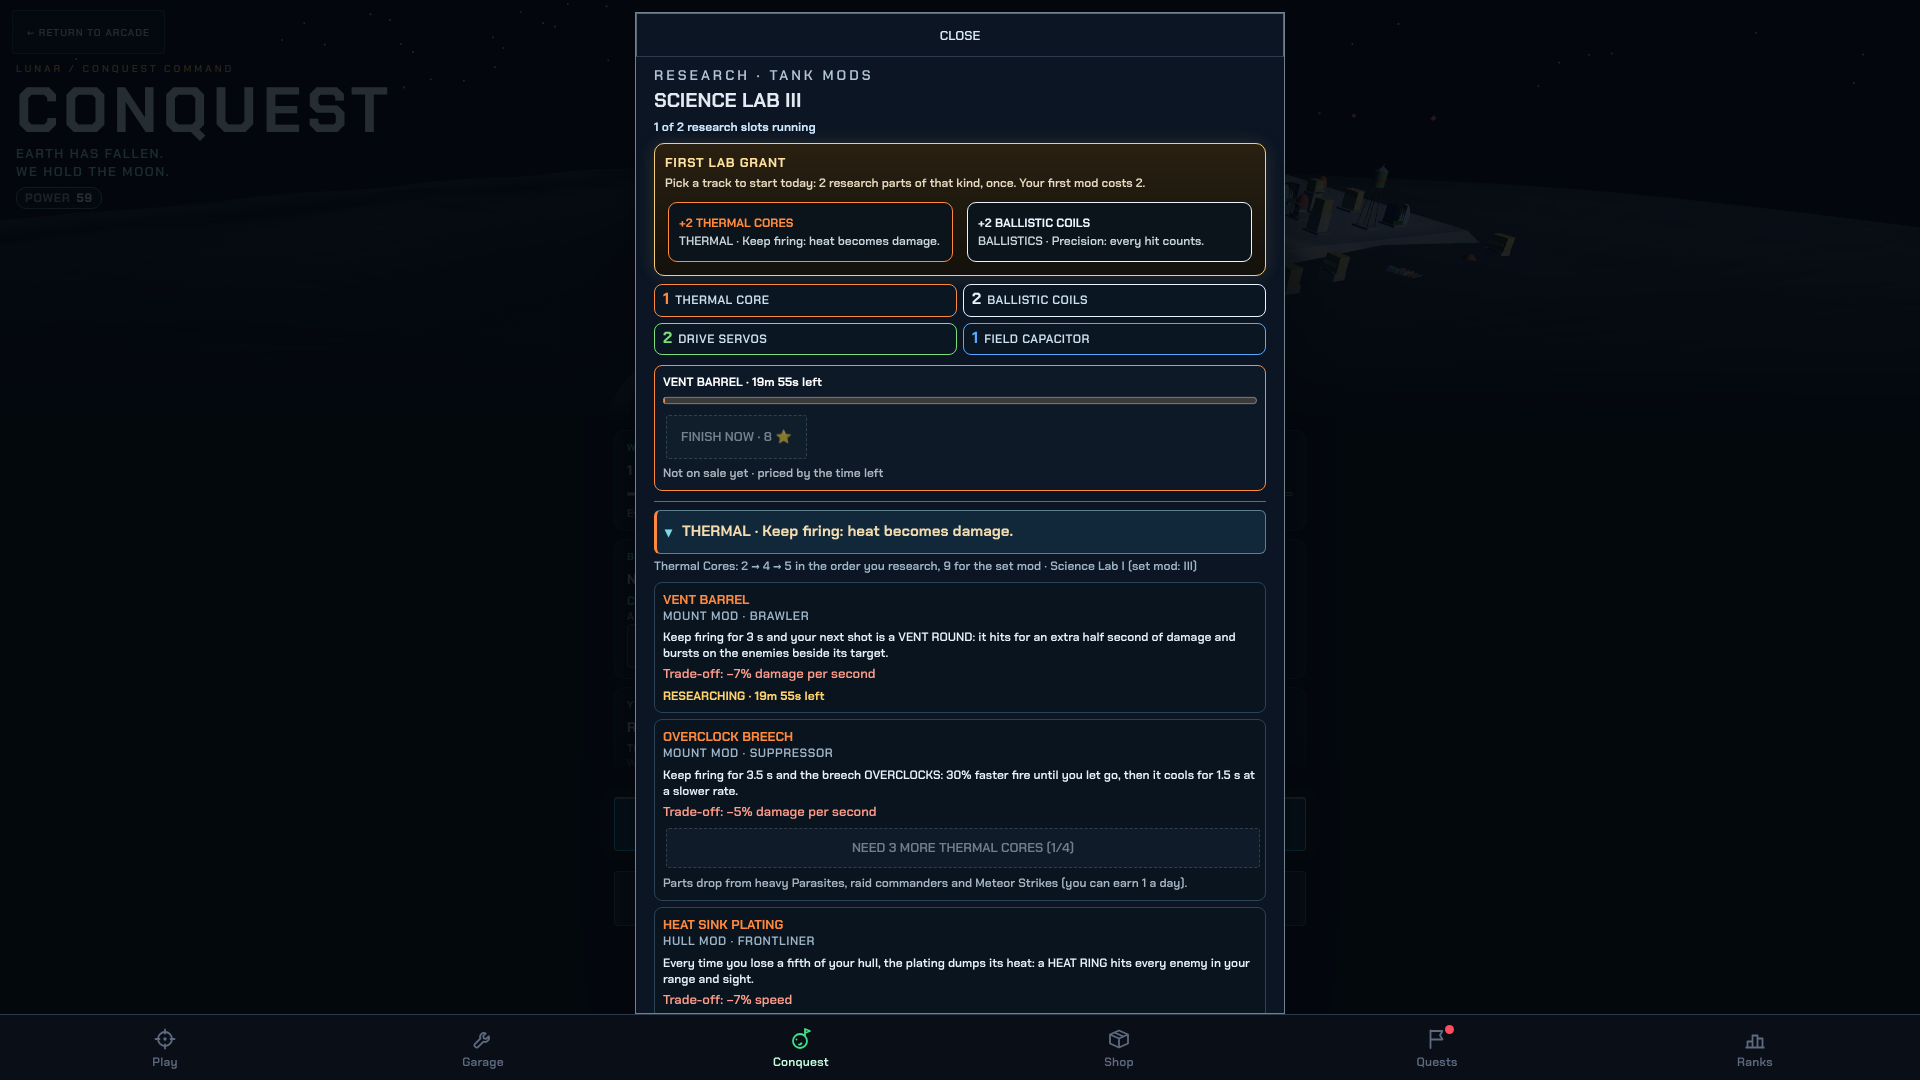 ← RETURN TO ARCADE
LUNAR / CONQUEST COMMAND
CONQUEST
EARTH HAS FALLEN.
WE HOLD THE MOON.
POWER 59
CLOSE
RESEARCH · TANK MODS
SCIENCE LAB III
1 of 2 research slots running
FIRST LAB GRANT
Pick a track to start today: 2 research parts of that kind, once. Your first mod costs 2.
+2 THERMAL CORES
THERMAL · Keep firing: heat becomes damage.
+2 BALLISTIC COILS
BALLISTICS · Precision: every hit counts.
1 THERMAL CORE
2 BALLISTIC COILS
2 DRIVE SERVOS
1 FIELD CAPACITOR
VENT BARREL · 19m 55s left
FINISH NOW · 8 ⭐
Not on sale yet · priced by the time left
▼ THERMAL · Keep firing: heat becomes damage.
Thermal Cores: 2 → 4 → 5 in the order you research, 9 for the set mod · Science Lab I (set mod: III)
VENT BARREL
MOUNT MOD · BRAWLER
Keep firing for 3 s and your next shot is a VENT ROUND: it hits for an extra half second of damage and
bursts on the enemies beside its target.
Trade-off: −7% damage per second
RESEARCHING · 19m 55s left
OVERCLOCK BREECH
MOUNT MOD · SUPPRESSOR
Keep firing for 3.5 s and the breech OVERCLOCKS: 30% faster fire until you let go, then it cools for 1.5 s at
a slower rate.
Trade-off: −5% damage per second
NEED 3 MORE THERMAL CORES (1/4)
Parts drop from heavy Parasites, raid commanders and Meteor Strikes (you can earn 1 a day).
HEAT SINK PLATING
HULL MOD · FRONTLINER
Every time you lose a fifth of your hull, the plating dumps its heat: a HEAT RING hits every enemy in your
range and sight.
Trade-off: −7% speed
Play
Garage
Conquest
Shop
Quests
Ranks